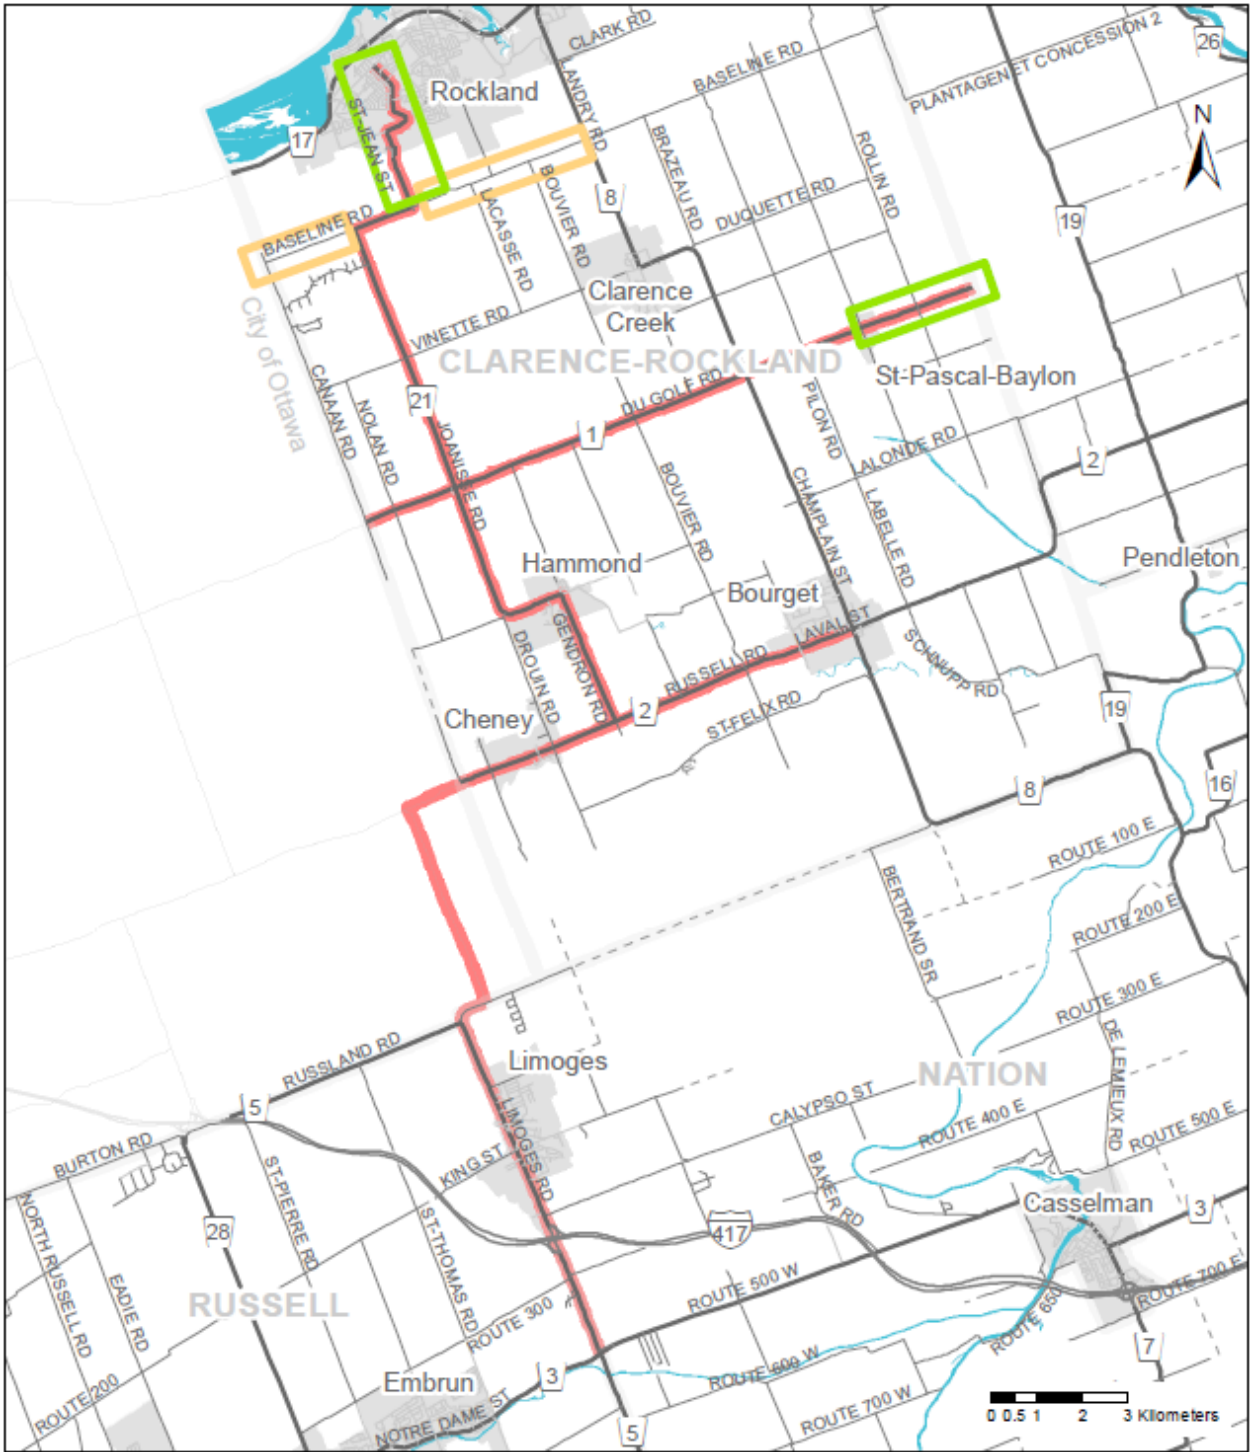 CLARK RD
26
Rockland
LANDRY RD
BASELINE RD
PLANTAGENET CONCESSION 2
N
17
ST-JEAN ST
BRAZEAU RD
ROLLIN RD
8
BOUVIER RD
LACASSE RD
DUQUETTE RD
19
BASELINE RD
Clarence
Creek
City of Ottawa
VINETTE RD
CLARENCE-ROCKLAND
St-Pascal-Baylon
CANAAN RD
NOLAN RD
21
DU GOLF RD
PILON RD
1
JOANISSE RD
LALONDE RD
2
BOUVIER RD
CHAMPLAIN ST
LABELLE RD
Hammond
Pendleton
Bourget
GENDRON RD
DROUIN RD
LAVAL ST
SCHNUPP RD
RUSSELL RD
Cheney
2
ST-FELIX RD
19
8
16
ROUTE 100 E
BERTRAND SR
ROUTE 200 E
ROUTE 300 E
RUSSLAND RD
Limoges
DE LEMIEUX RD
NATION
5
LIMOGES RD
CALYPSO ST
ROUTE 400 E
ROUTE 500 E
BURTON RD
KING ST
BAKER RD
ST-PIERRE RD
Casselman
3
NORTH RUSSELL RD
28
ST-THOMAS RD
417
EADIE RD
ROUTE 500 W
ROUTE 700 E
RUSSELL
ROUTE 300
ROUTE 650
7
Embrun
3
ROUTE 600 W
ROUTE 200
NOTRE DAME ST
ROUTE 700 W
5
0 0.5 1 2 3 Kilometers